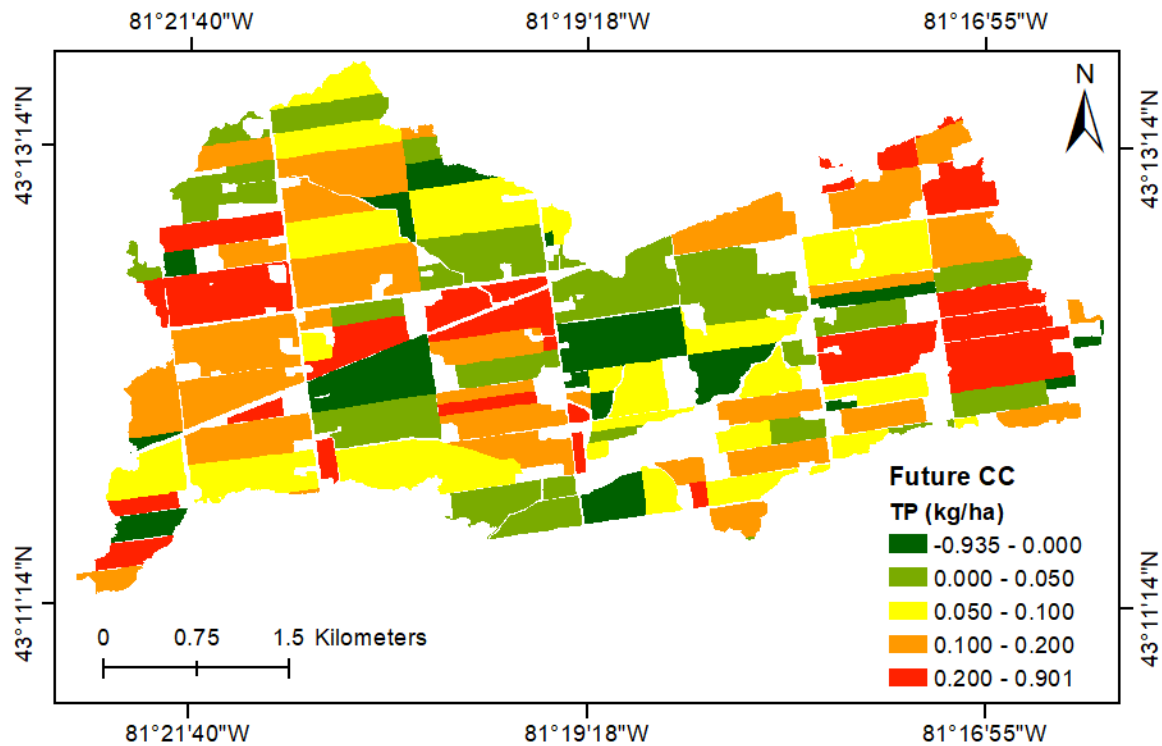 81°21'40"W 81°19'18"W 81°16'55"W
N
43°13'14"N 43°13'14"N
Future CC
TP (kg/ha)
-0.935 - 0.000
0.000 - 0.050
0.050 - 0.100
0.100 - 0.200
0.200 - 0.901
43°11'14"N 43°11'14"N
0 0.75 1.5 Kilometers
81°21'40"W 81°19'18"W 81°16'55"W